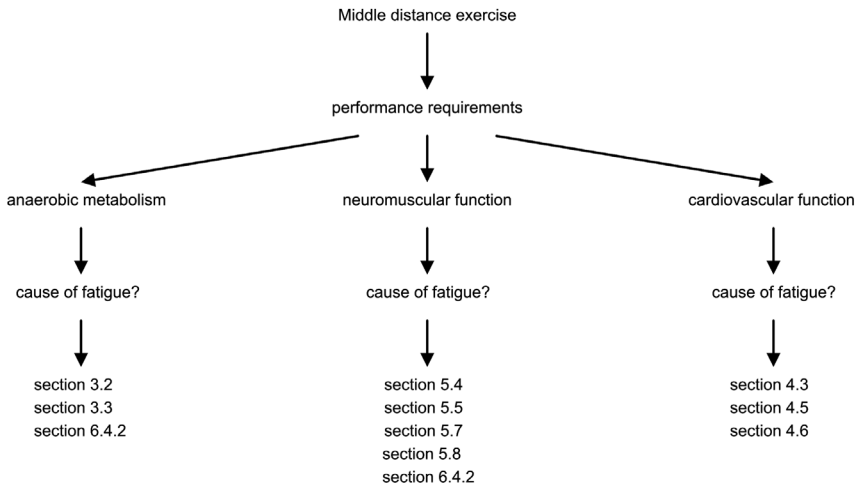 Middle distance exercise
performance requirements
anaerobic metabolism
neuromuscular function
cardiovascular function
cause of fatigue?
cause of fatigue?
cause of fatigue?
section 3.2
section 3.3
section 6.4.2
section 5.4
section 5.5
section 5.7
section 5.8
section 6.4.2
section 4.3
section 4.5
section 4.6